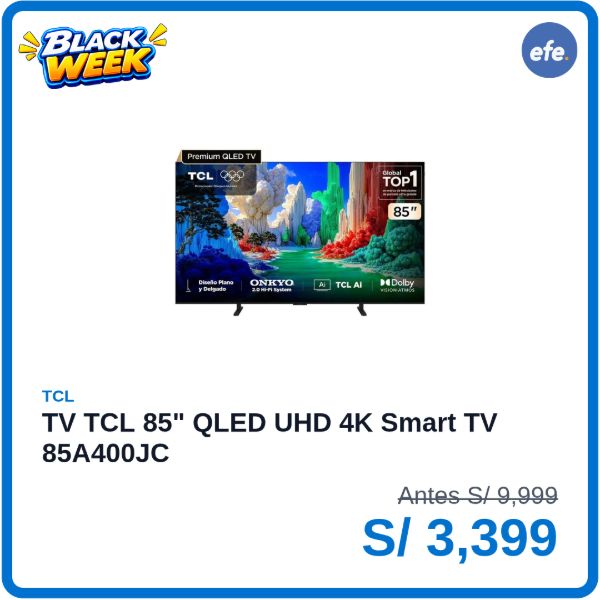 BLACK
WEEK
efe.
Premium QLED TV
TCL
Global
TOP1
85"
Diseño Plano
y Delgado
ONKYO
2.0 Hi-Fi System
Ai
TCL AI
Dolby
VISION·ATMOS
TCL
TV TCL 85" QLED UHD 4K Smart TV
85A400JC
Antes S/ 9,999
S/ 3,399